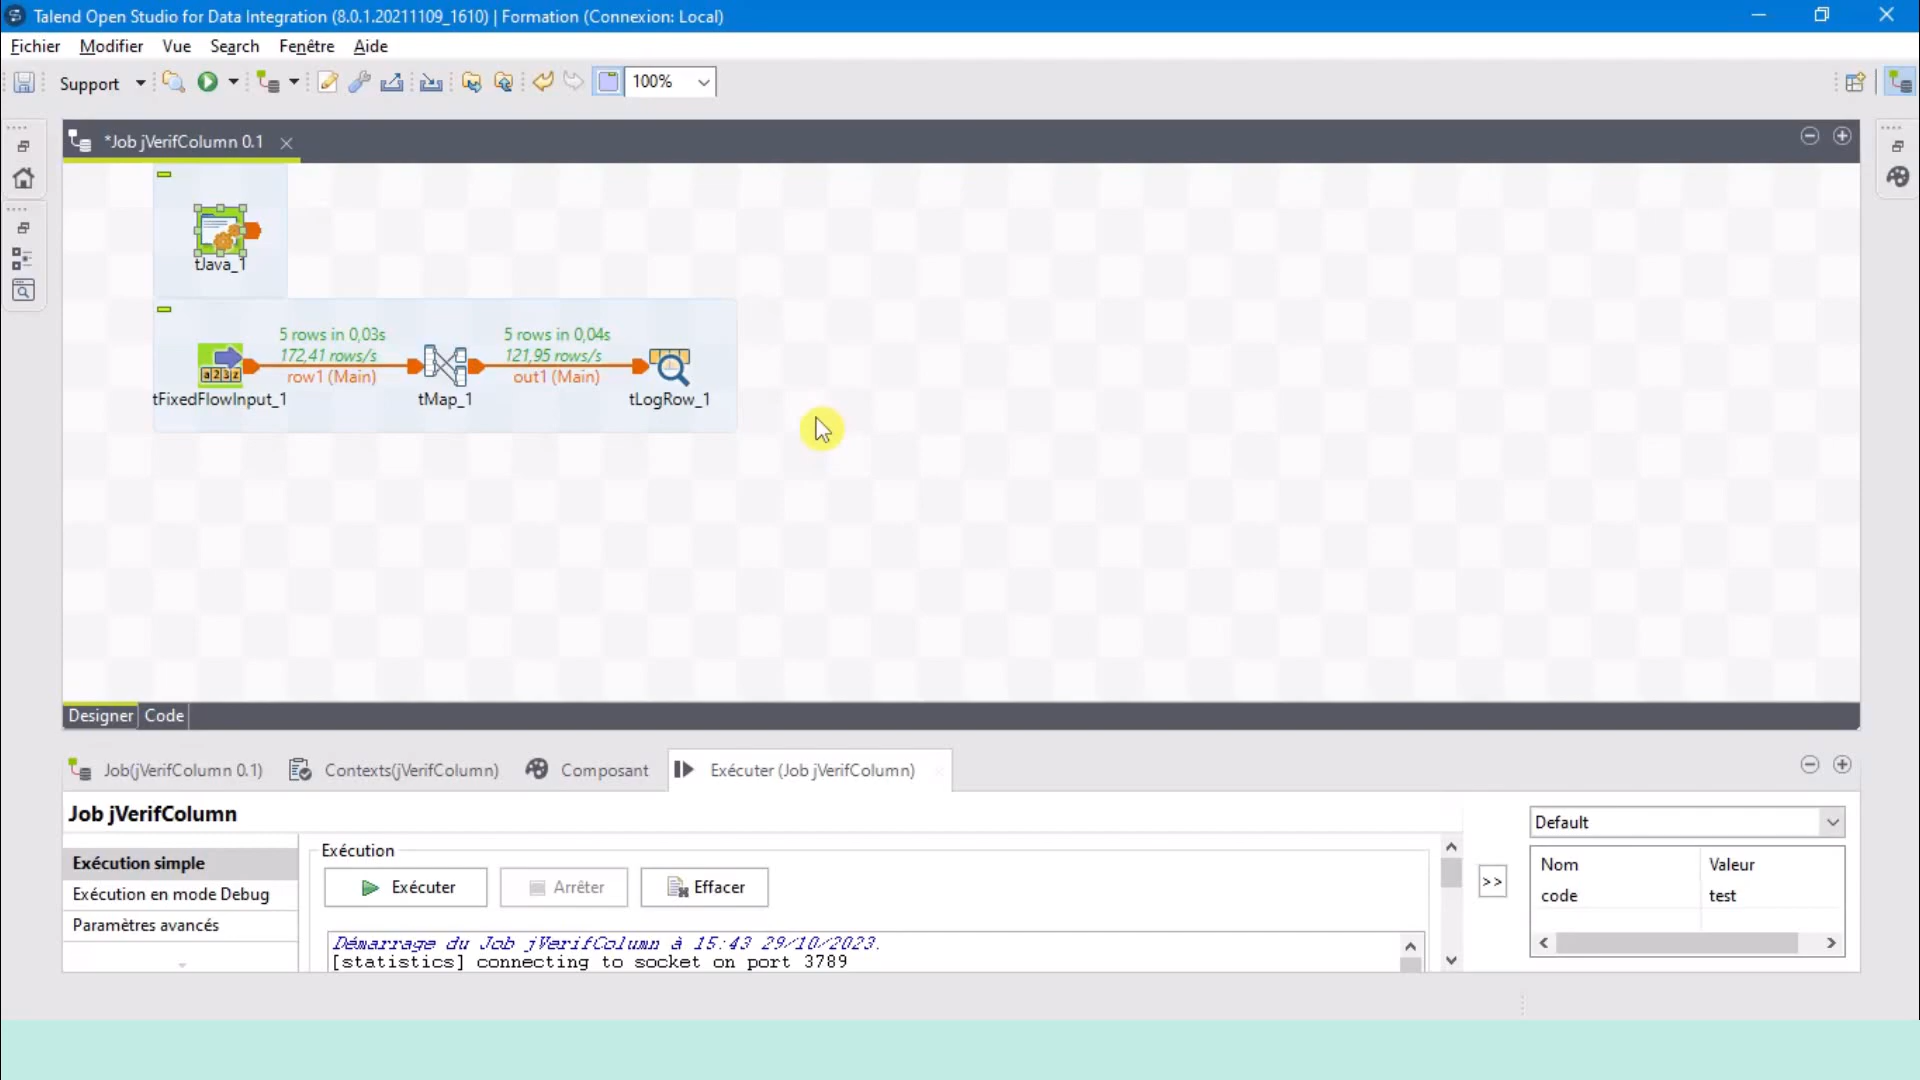 Talend Open Studio for Data Integration (8.0.1.20211109_1610) | Formation (Connexion: Local)
Fichier Modifier Vue Search Fenêtre Aide
Support 100%
*Job jVerifColumn 0.1
tJava_1
5 rows in 0,03s
172,41 rows/s
row1 (Main)
5 rows in 0,04s
121,95 rows/s
out1 (Main)
a23z
tFixedFlowInput_1 tMap_1 tLogRow_1
Designer Code
Job(jVerifColumn 0.1) Contexts(jVerifColumn) Composant Exécuter (Job jVerifColumn)
Job jVerifColumn
Exécution simple
Exécution en mode Debug
Paramètres avancés
Exécution
Exécuter Arrêter Effacer
Démarrage du Job jVerifColumn à 15:43 29/10/2023.
[statistics] connecting to socket on port 3789
>>
Default
Nom Valeur
code test